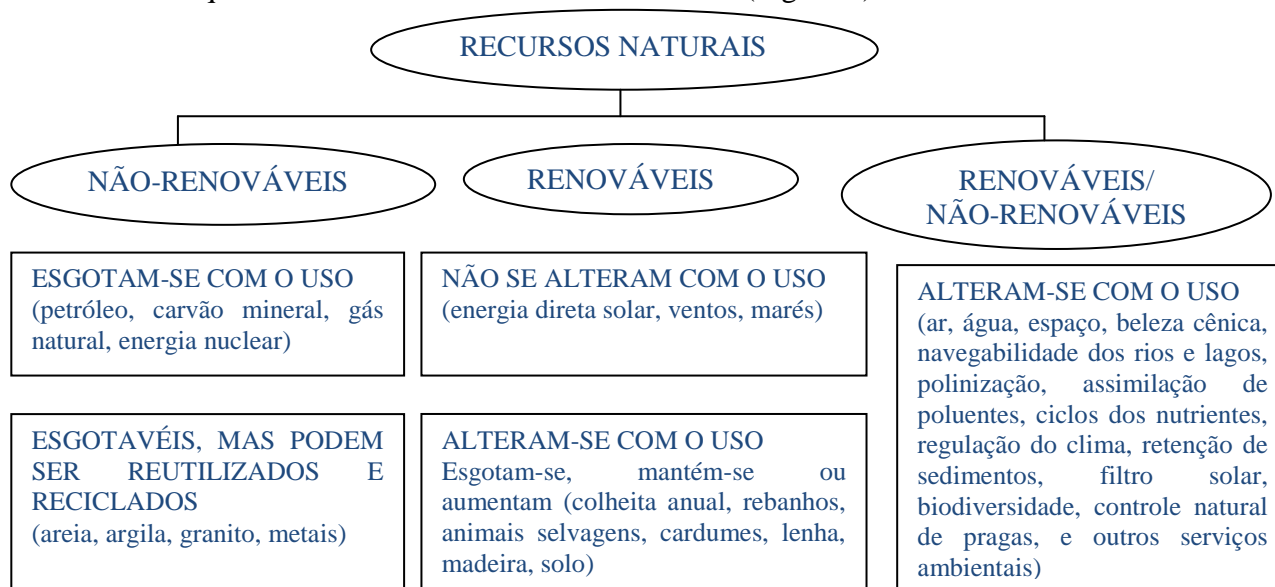 RECURSOS NATURAIS
NÃO-RENOVÁVEIS
RENOVÁVEIS
RENOVÁVEIS/
NÃO-RENOVÁVEIS
ESGOTAM-SE COM O USO
(petróleo, carvão mineral, gás
natural, energia nuclear)
NÃO SE ALTERAM COM O USO
(energia direta solar, ventos, marés)
ALTERAM-SE COM O USO
(ar, água, espaço, beleza cênica,
navegabilidade dos rios e lagos,
polinização, assimilação de
poluentes, ciclos dos nutrientes,
regulação do clima, retenção de
sedimentos, filtro solar,
biodiversidade, controle natural
de pragas, e outros serviços
ambientais)
ESGOTAVÉIS, MAS PODEM
SER REUTILIZADOS E
RECICLADOS
(areia, argila, granito, metais)
ALTERAM-SE COM O USO
Esgotam-se, mantém-se ou
aumentam (colheita anual, rebanhos,
animais selvagens, cardumes, lenha,
madeira, solo)